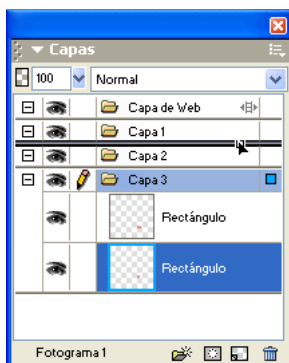 Capas
100 Normal
Capa de Web
Capa 1
Capa 2
Capa 3
Rectángulo
Rectángulo
Fotograma 1